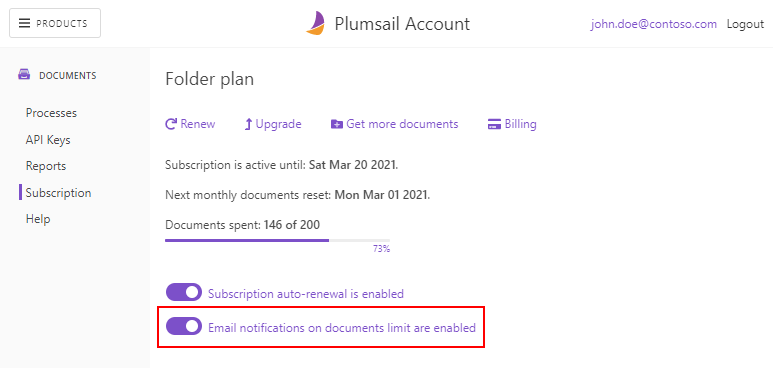 PRODUCTS
Plumsail Account
john.doe@contoso.com Logout
DOCUMENTS
Processes
API Keys
Reports
Subscription
Help
Folder plan
Renew Upgrade Get more documents Billing
Subscription is active until: Sat Mar 20 2021.
Next monthly documents reset: Mon Mar 01 2021.
Documents spent: 146 of 200
73%
Subscription auto-renewal is enabled
Email notifications on documents limit are enabled